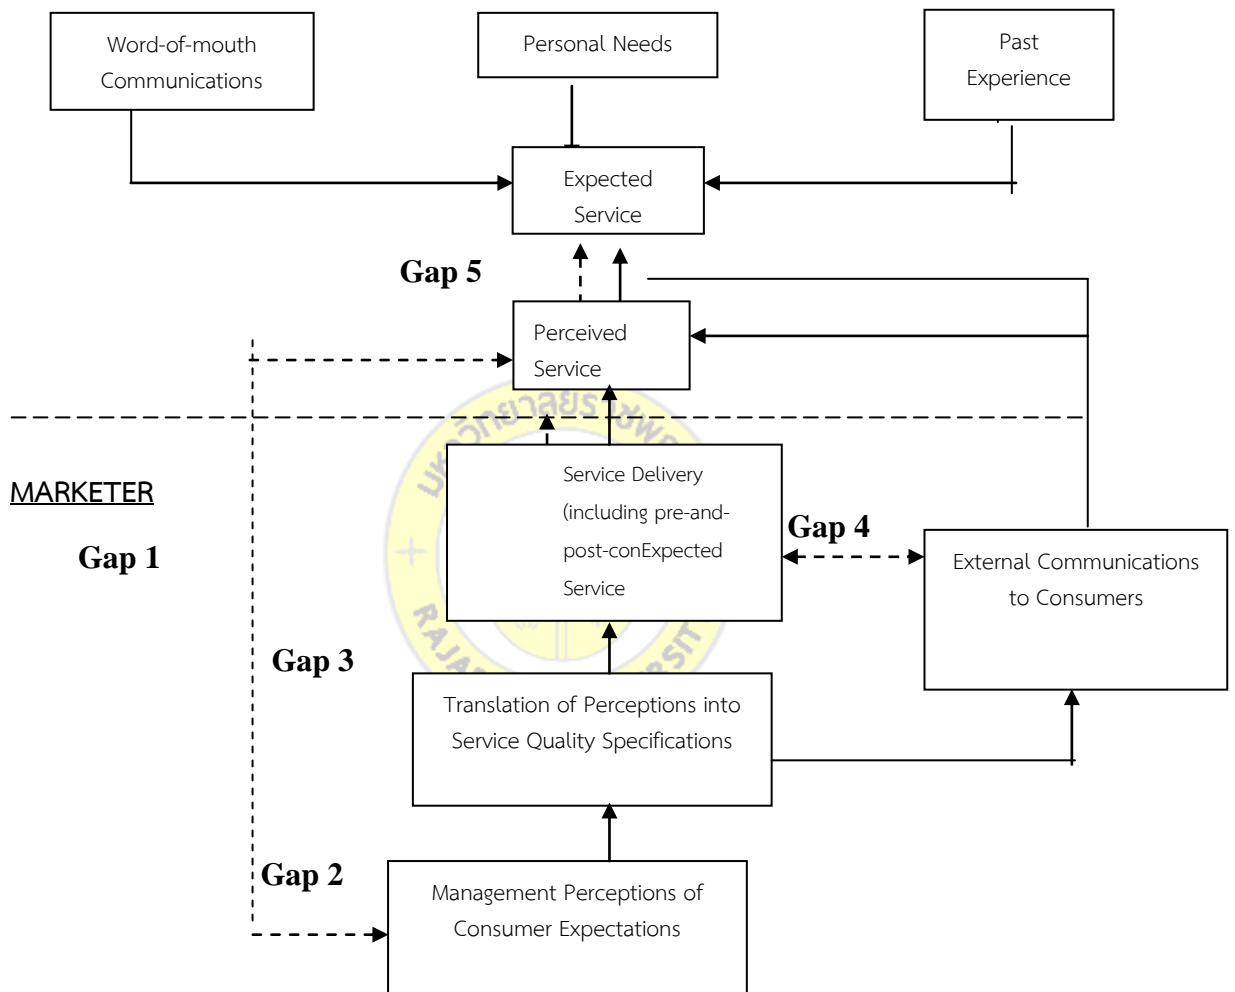 Word-of-mouth
Communications
Personal Needs
Past
Experience
Expected
Service
Gap 5
Perceived
Service
MARKETER
Gap 1
Service Delivery
(including pre-and-
post-conExpected
Service
Gap 4
External Communications
to Consumers
Gap 3
Translation of Perceptions into
Service Quality Specifications
Gap 2
Management Perceptions of
Consumer Expectations